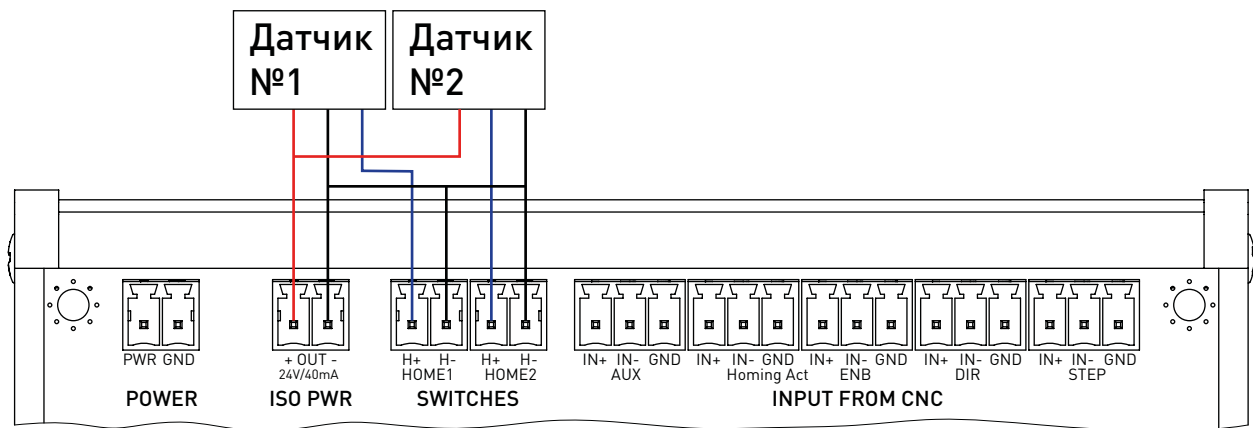 Датчик
№1
Датчик
№2
PWR GND
+ OUT -
24V/40mA
H+ H-
HOME1
H+ H-
HOME2
IN+ IN- GND
AUX
IN+ IN- GND
Homing Act
IN+ IN- GND
ENB
IN+ IN- GND
DIR
IN+ IN- GND
STEP
POWER
ISO PWR
SWITCHES
INPUT FROM CNC